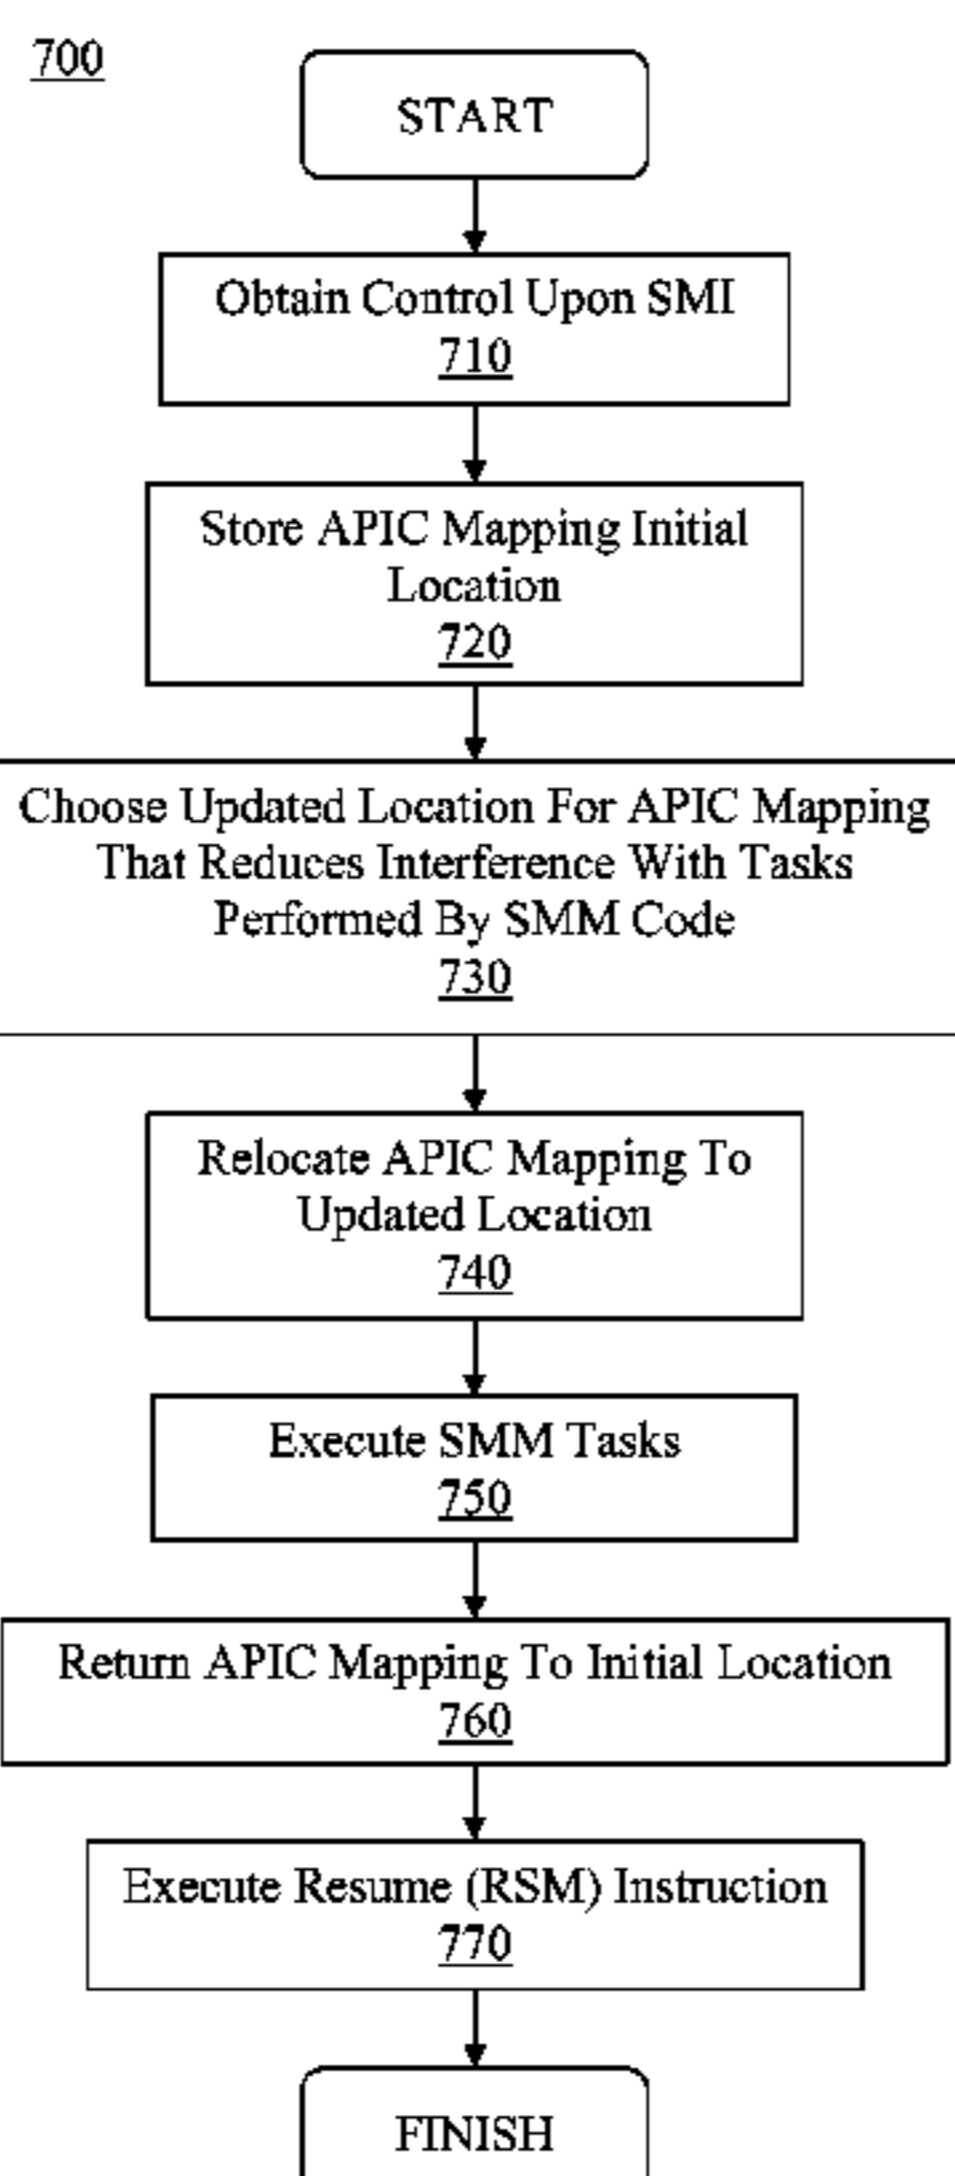 700
START
Obtain Control Upon SMI
710
Store APIC Mapping Initial
Location
720
Choose Updated Location For APIC Mapping
That Reduces Interference With Tasks
Performed By SMM Code
730
Relocate APIC Mapping To
Updated Location
740
Execute SMM Tasks
750
Return APIC Mapping To Initial Location
760
Execute Resume (RSM) Instruction
770
FINISH